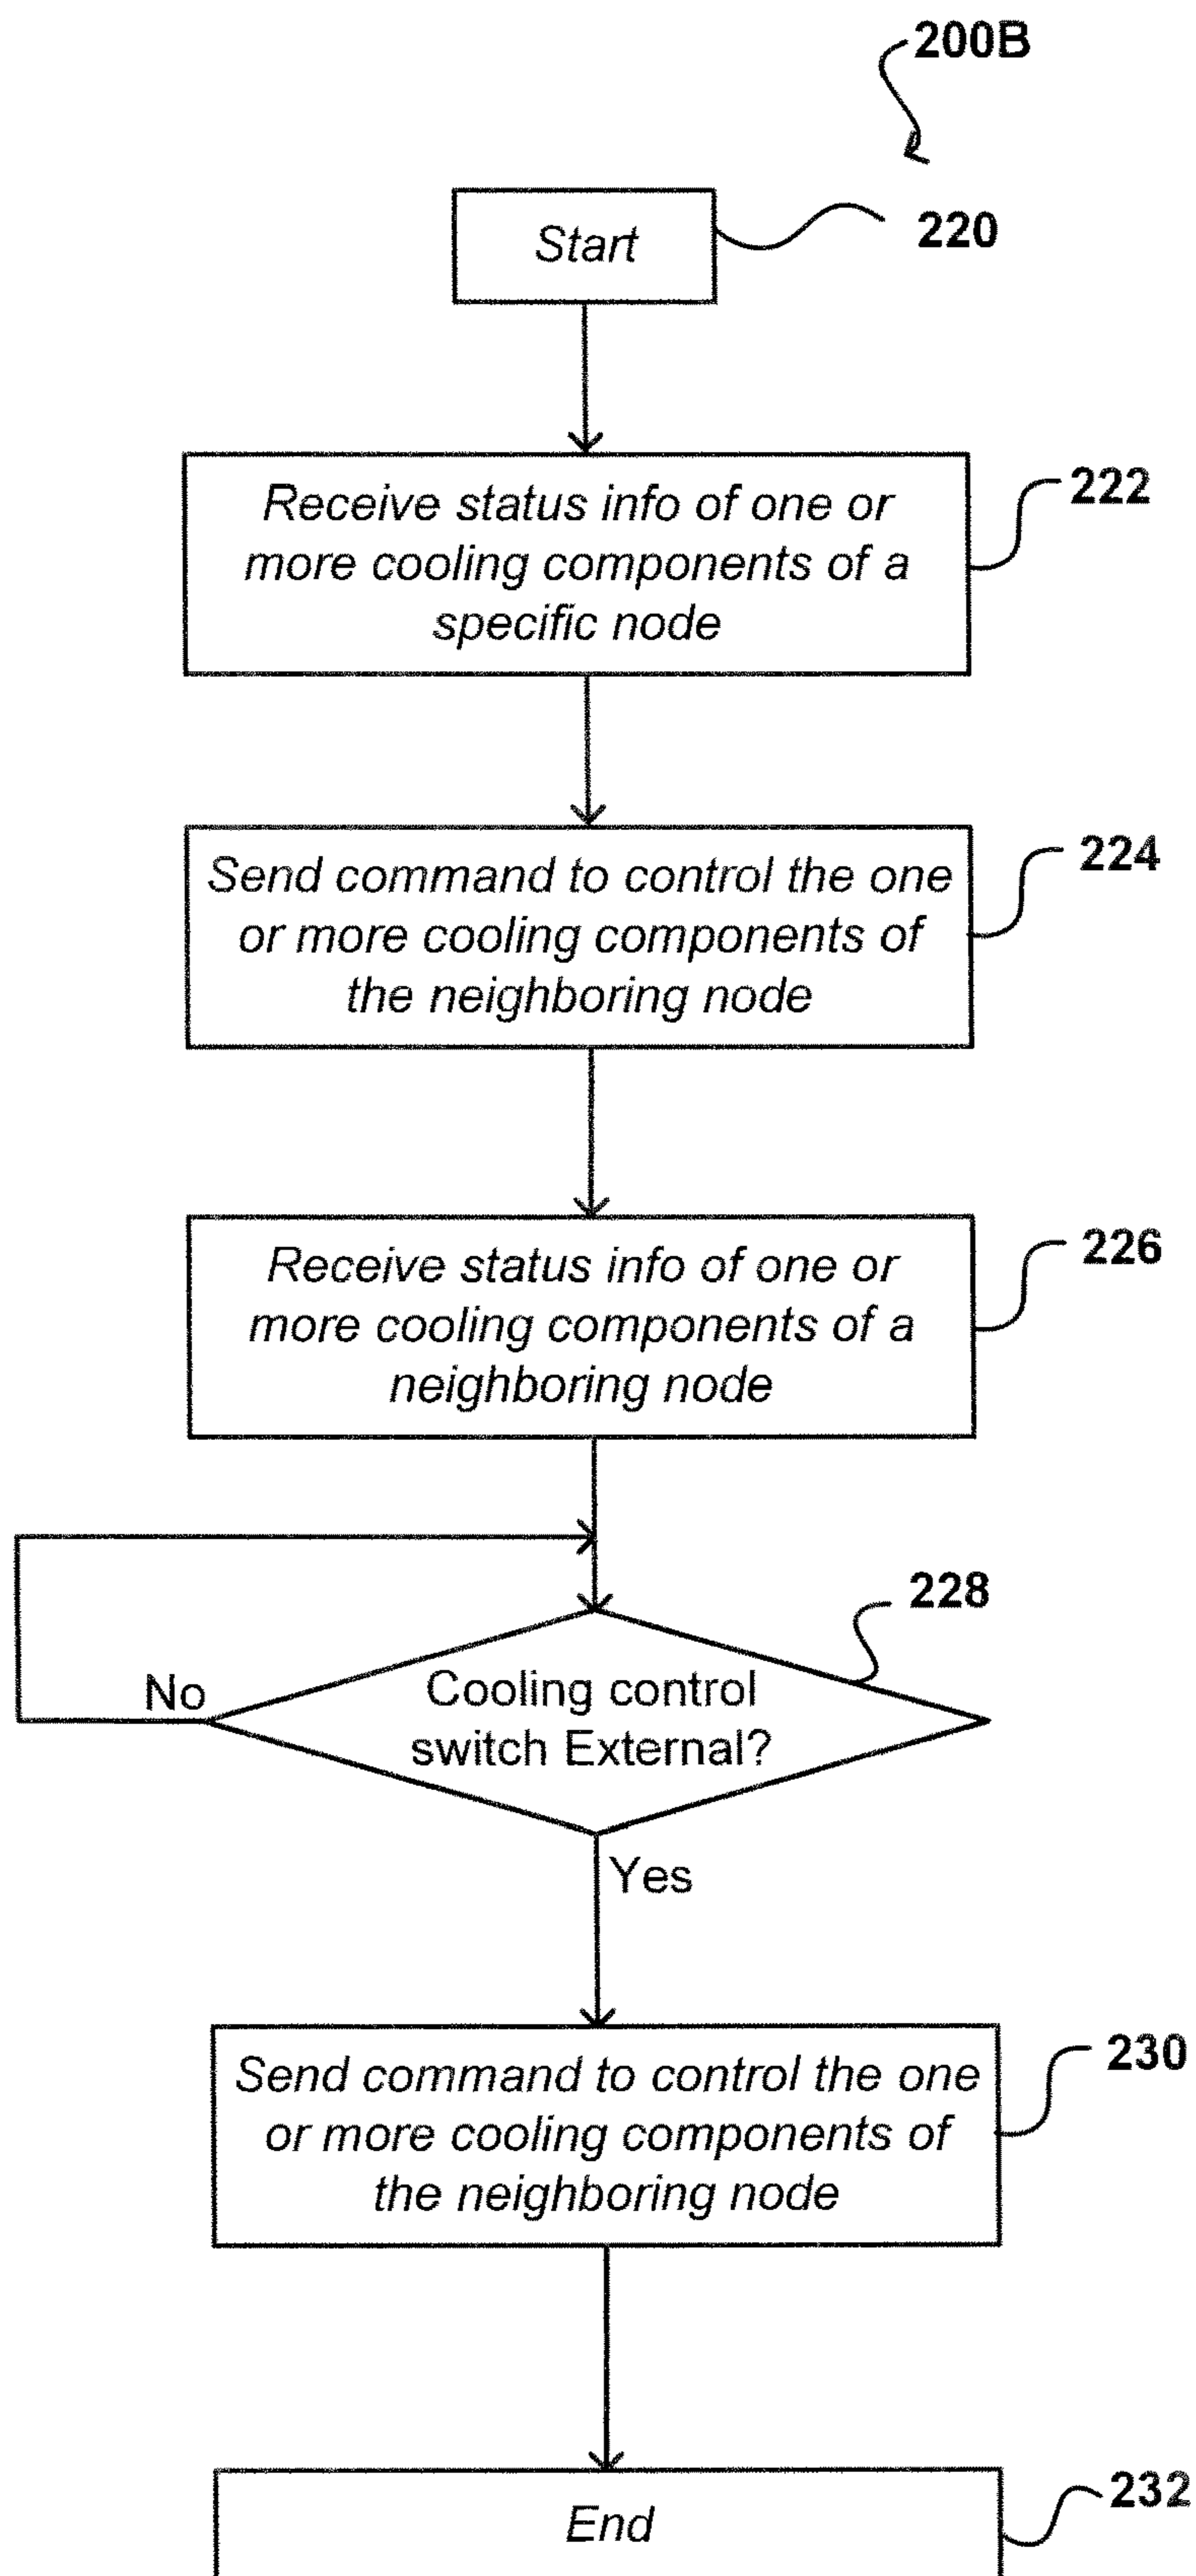 200B
Start
220
Receive status info of one or
more cooling components of a
specific node
222
Send command to control the one
or more cooling components of
the neighboring node
224
Receive status info of one or
more cooling components of a
neighboring node
226
228
No
Cooling control
switch External?
Yes
Send command to control the one
or more cooling components of
the neighboring node
230
End
232